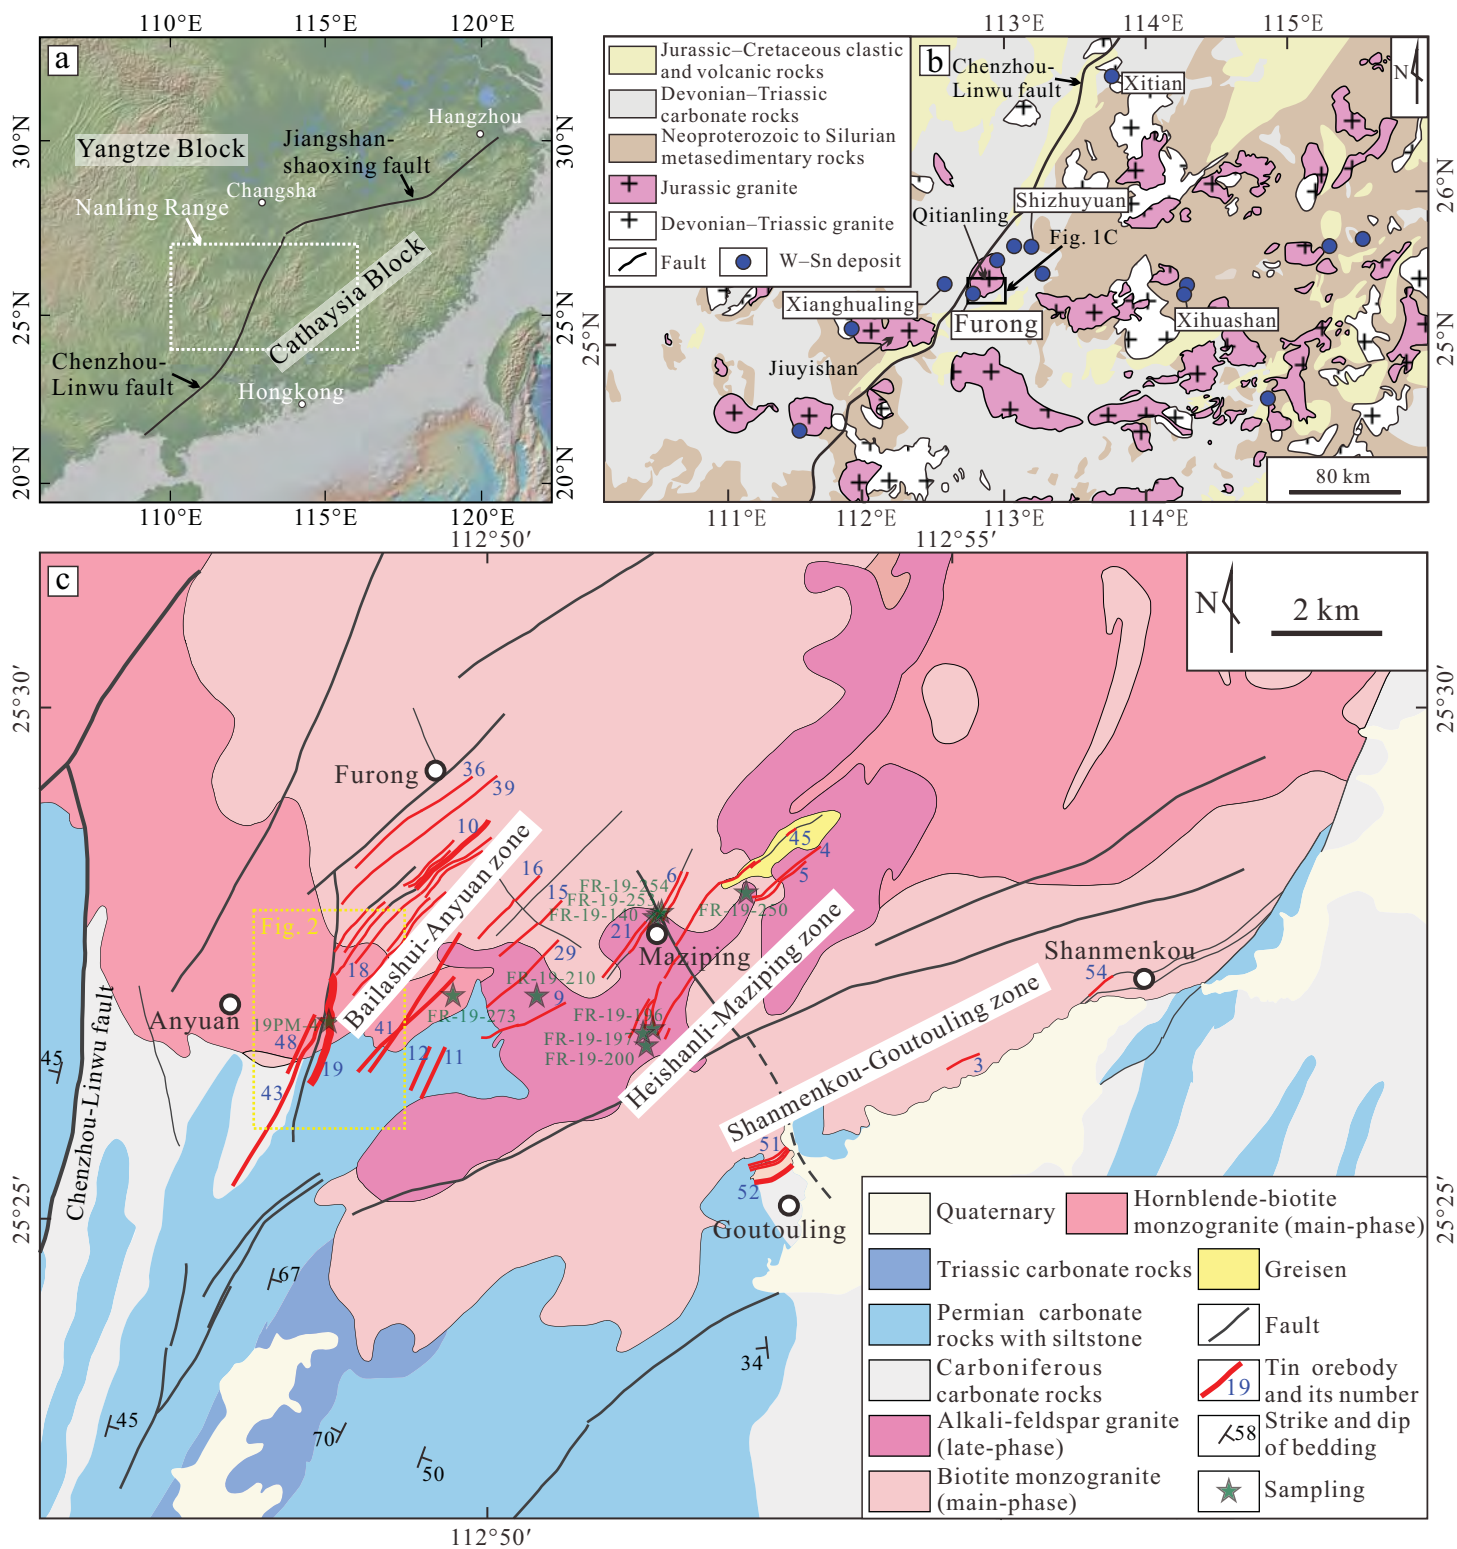 110°E
115°E
120°E
a
Yangtze Block
Hangzhou
Jiangshan-
shaoxing fault
Changsha
Nanling Range
Cathaysia Block
Chenzhou-
Linwu fault
Hongkong
30°N
25°N
20°N
30°N
25°N
20°N
110°E
115°E
120°E
113°E
114°E
115°E
b
N
Jurassic–Cretaceous clastic
and volcanic rocks
Devonian–Triassic
carbonate rocks
Neoproterozoic to Silurian
metasedimentary rocks
Jurassic granite
Devonian–Triassic granite
Fault
W–Sn deposit
Chenzhou-
Linwu fault
Xitian
Shizhuyuan
Qitianling
Fig. 1C
Xianghualing
Furong
Xihuashan
Jiuyishan
26°N
25°N
25°N
80 km
111°E
112°E
113°E
114°E
112°50′
112°55′
c
N
2 km
25°30′
25°30′
Furong
36
39
10
16
15
Bailashui-Anyuan zone
Fig. 2
18
Anyuan
19PM-4
48
43
19
41
12
11
FR-19-273
FR-19-210
29
9
FR-19-254
FR-19-140
6
21
Maziping
FR-19-250
45
4
5
FR-19-196
FR-19-197
FR-19-200
Heishanli-Maziping zone
Shanmenkou
54
3
Shanmenkou-Goutouling zone
51
52
Goutouling
Chenzhou-Linwu fault
45
67
45
70
50
34
25°25′
25°25′
Quaternary
Hornblende-biotite
monzogranite (main-phase)
Triassic carbonate rocks
Greisen
Permian carbonate
rocks with siltstone
Fault
Carboniferous
carbonate rocks
19
Tin orebody
and its number
Alkali-feldspar granite
(late-phase)
58
Strike and dip
of bedding
Biotite monzogranite
(main-phase)
Sampling
112°50′